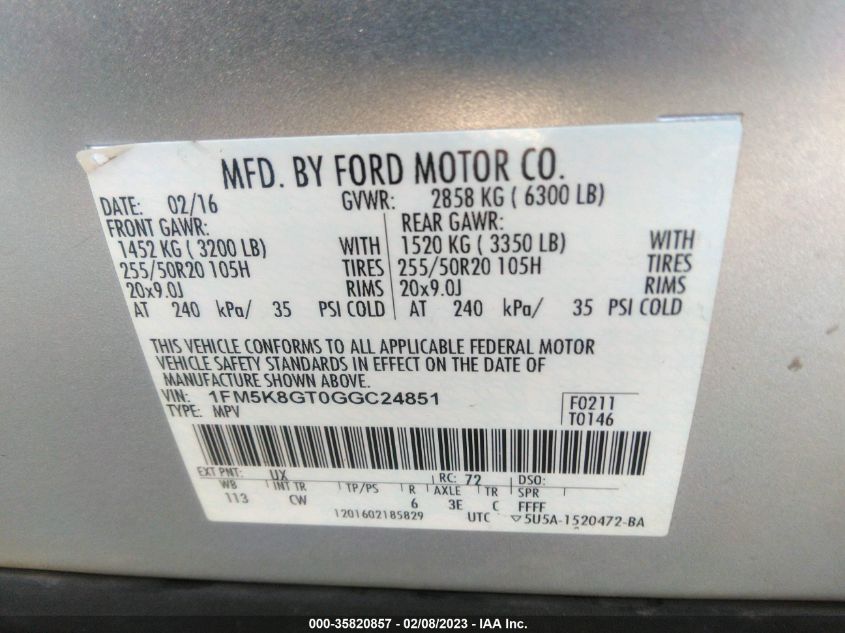 MFD. BY FORD MOTOR CO.
DATE: 02/16 GVWR: 2858 KG ( 6300 LB)
FRONT GAWR: REAR GAWR:
1452 KG ( 3200 LB) WITH 1520 KG ( 3350 LB) WITH
255/50R20 105H TIRES 255/50R20 105H TIRES
20x9.0J RIMS 20x9.0J RIMS
AT 240 kPa/ 35 PSI COLD AT 240 kPa/ 35 PSI COLD
THIS VEHICLE CONFORMS TO ALL APPLICABLE FEDERAL MOTOR
VEHICLE SAFETY STANDARDS IN EFFECT ON THE DATE OF
MANUFACTURE SHOWN ABOVE.
VIN: 1FM5K8GT0GGC24851 F0211
TYPE: MPV T0146
EXT PNT: UX RC: 72 DSO:
WB INT TR TP/PS R AXLE TR SPR
113 CW 6 3E C FFFF
1201602185829 UTC ▽5U5A-1520472-BA
000-35820857 - 02/08/2023 - IAA Inc.